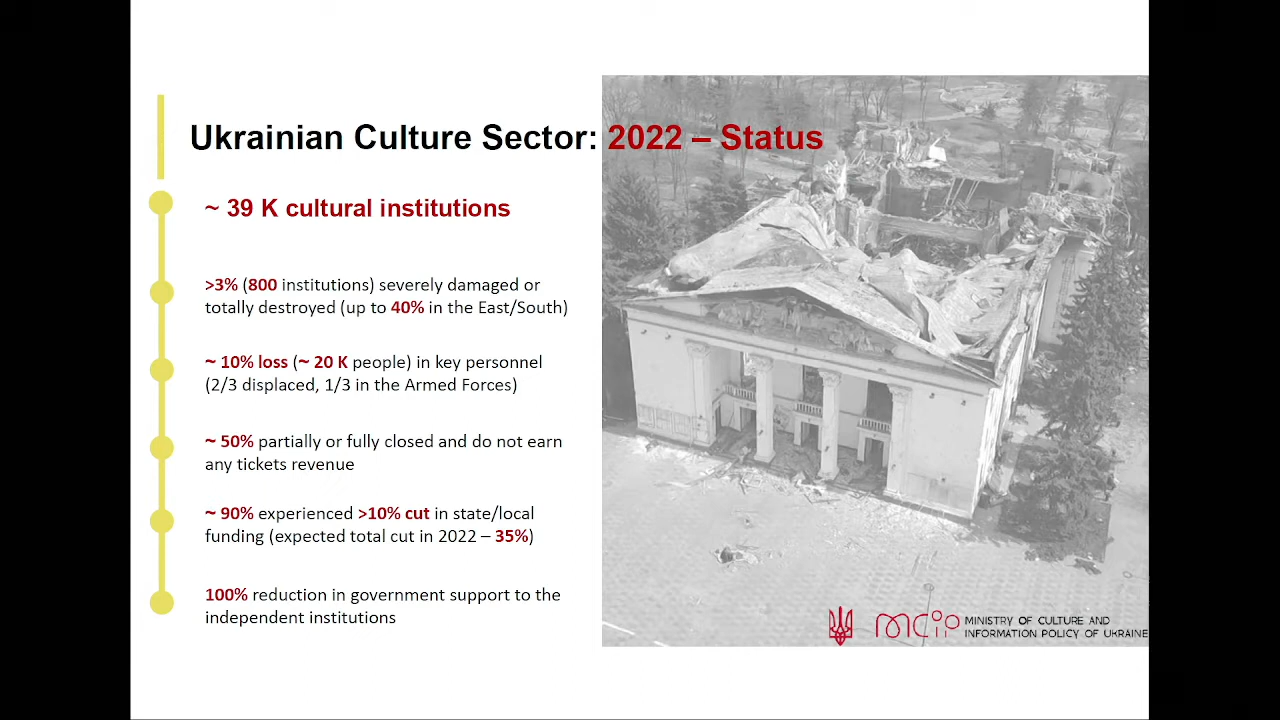 Ukrainian Culture Sector: 2022 – Status
~ 39 K cultural institutions
>3% (800 institutions) severely damaged or
totally destroyed (up to 40% in the East/South)
~ 10% loss (~ 20 K people) in key personnel
(2/3 displaced, 1/3 in the Armed Forces)
~ 50% partially or fully closed and do not earn
any tickets revenue
~ 90% experienced >10% cut in state/local
funding (expected total cut in 2022 – 35%)
100% reduction in government support to the
independent institutions
mcip
MINISTRY OF CULTURE AND
INFORMATION POLICY OF UKRAINE